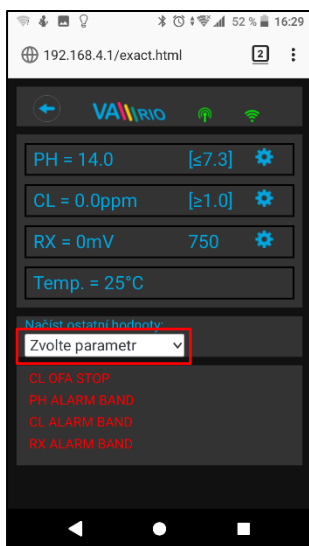 52 % 16:29
192.168.4.1/exact.html 2
VA RIO
PH = 14.0 [≤7.3]
CL = 0.0ppm [≥1.0]
RX = 0mV 750
Temp. = 25°C
Načíst ostatní hodnoty:
Zvolte parametr
CL OFA STOP
PH ALARM BAND
CL ALARM BAND
RX ALARM BAND